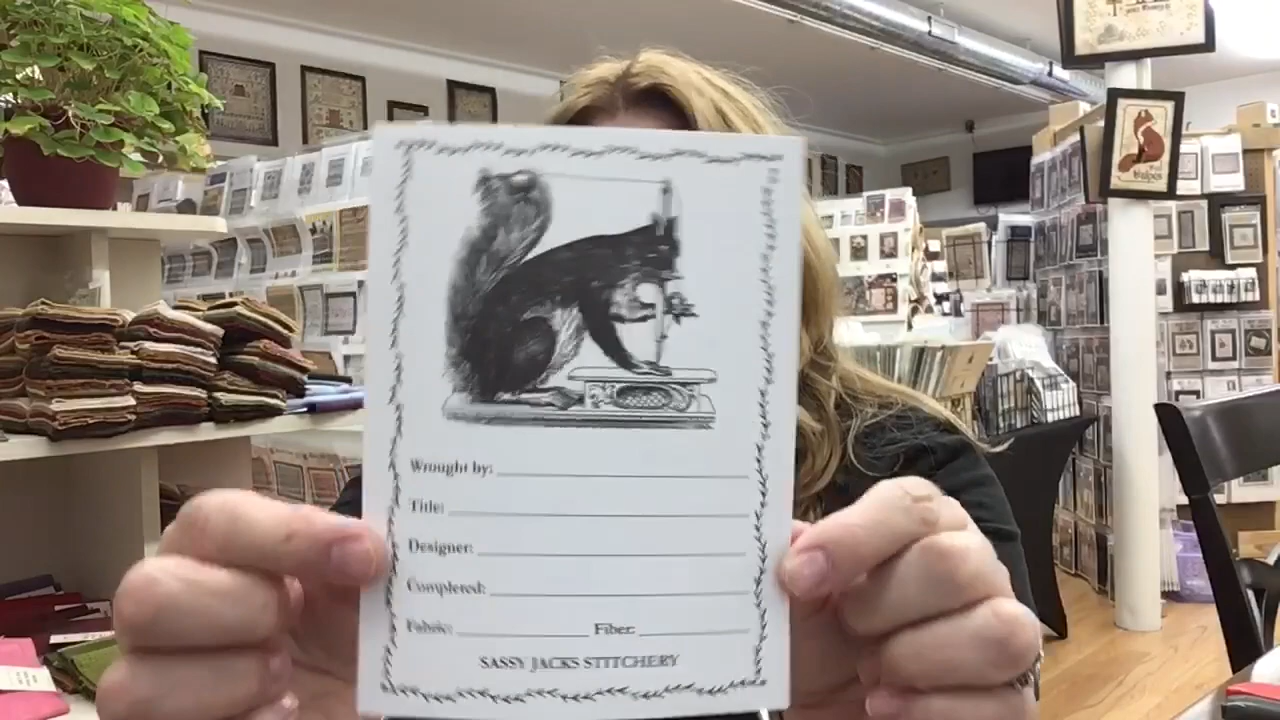 Wrought by:
Title:
Designer:
Completed:
Fabric: Fiber:
SASSY JACKS STITCHERY